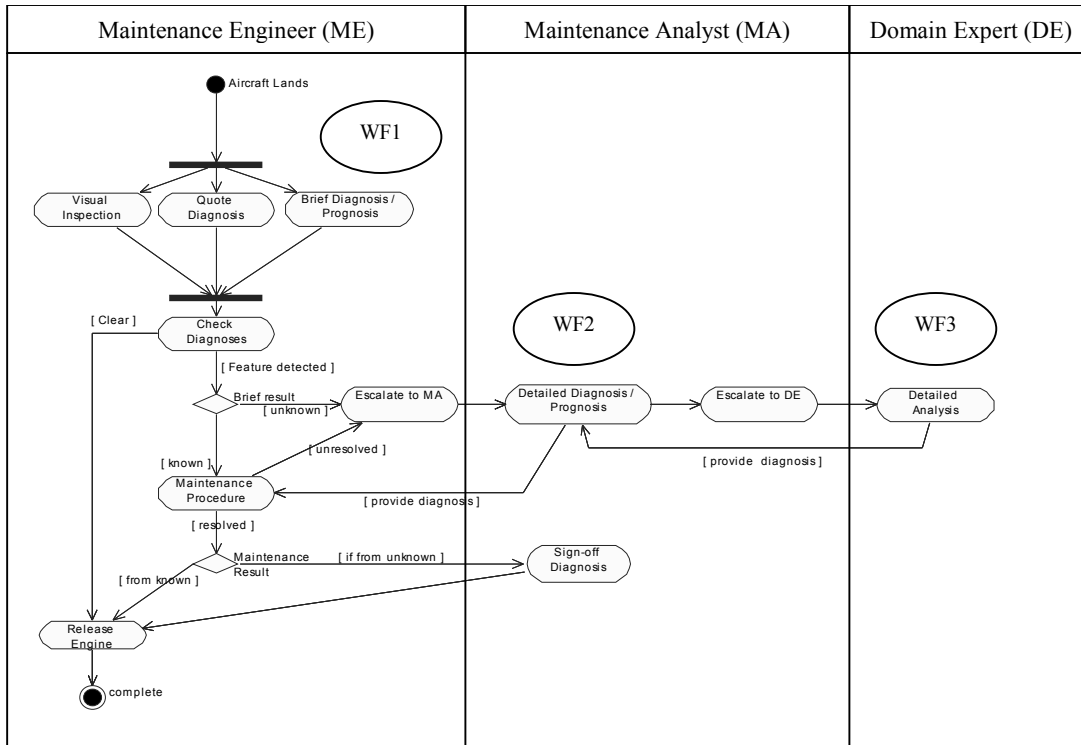 Maintenance Engineer (ME)
Maintenance Analyst (MA)
Domain Expert (DE)
Aircraft Lands
WF1
Visual
Inspection
Quote
Diagnosis
Brief Diagnosis /
Prognosis
[ Clear ]
Check
Diagnoses
WF2
WF3
[ Feature detected ]
Brief result
[ unknown ]
Escalate to MA
Detailed Diagnosis /
Prognosis
Escalate to DE
Detailed
Analysis
[ unresolved ]
[ provide diagnosis ]
[ known ]
Maintenance
Procedure
[ provide diagnosis ]
[ resolved ]
Maintenance
Result
[ if from unknown ]
Sign-off
Diagnosis
[ from known ]
Release
Engine
complete